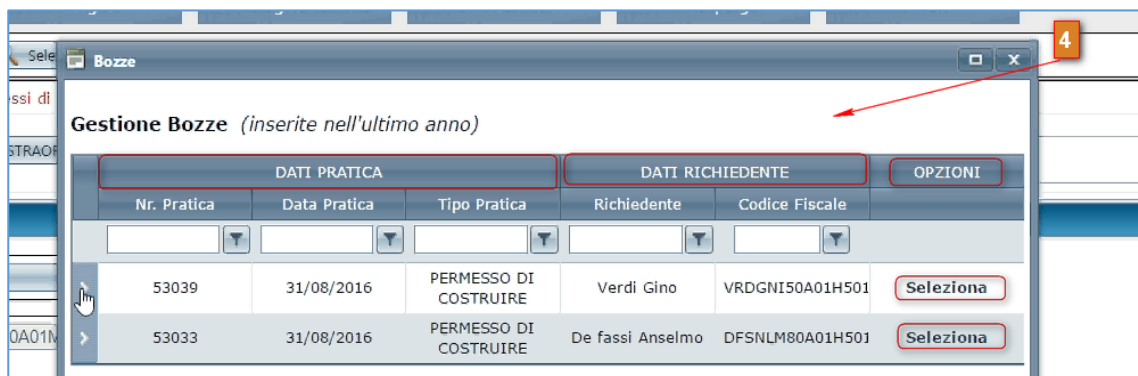 4
Sele
Bozze
ssi di
Gestione Bozze (inserite nell'ultimo anno)
STRAOR
DATI PRATICA DATI RICHIEDENTE OPZIONI
Nr. Pratica Data Pratica Tipo Pratica Richiedente Codice Fiscale
53039 31/08/2016 PERMESSO DI COSTRUIRE Verdi Gino VRDGNI50A01H501 Seleziona
0A01M
53033 31/08/2016 PERMESSO DI COSTRUIRE De fassi Anselmo DFSNLM80A01H501 Seleziona